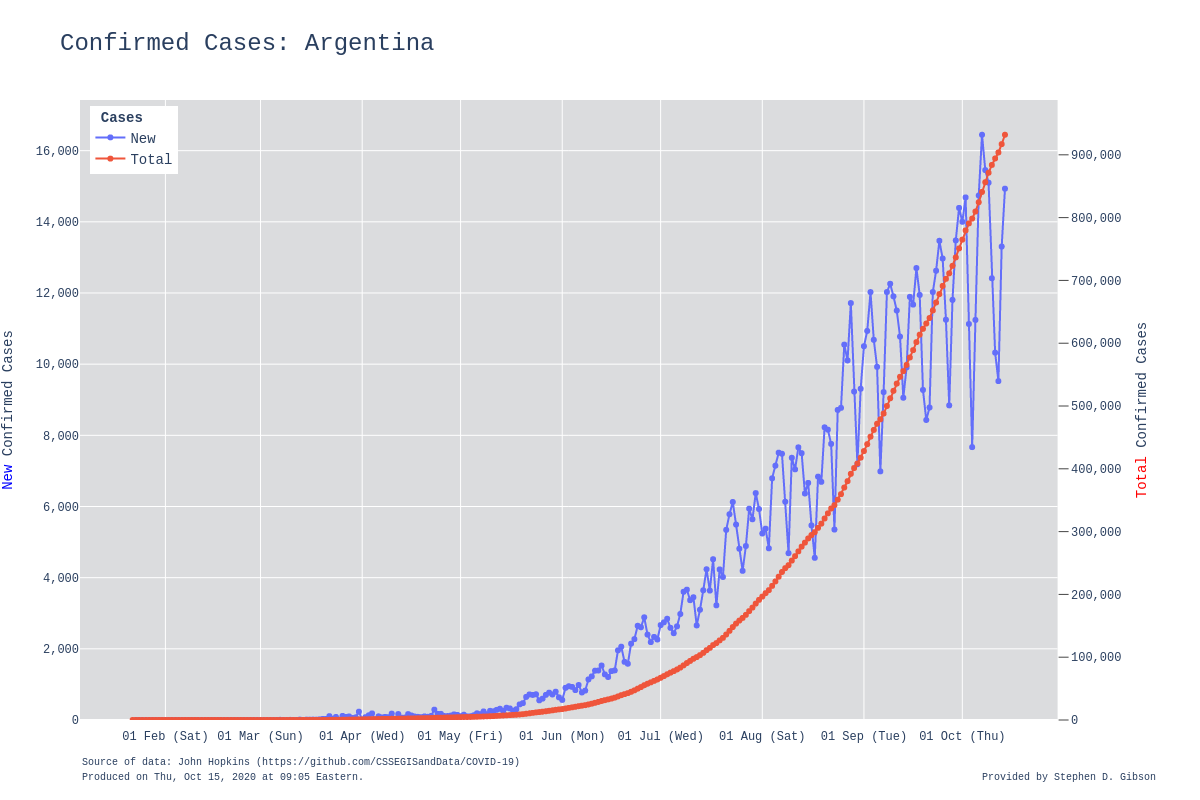 Confirmed Cases: Argentina
Cases
New
Total
16,000
14,000
12,000
10,000
8,000
6,000
4,000
2,000
0
New Confirmed Cases
900,000
800,000
700,000
600,000
500,000
400,000
300,000
200,000
100,000
0
Total Confirmed Cases
01 Feb (Sat) 01 Mar (Sun) 01 Apr (Wed) 01 May (Fri) 01 Jun (Mon) 01 Jul (Wed) 01 Aug (Sat) 01 Sep (Tue) 01 Oct (Thu)
Source of data: John Hopkins (https://github.com/CSSEGISandData/COVID-19)
Produced on Thu, Oct 15, 2020 at 09:05 Eastern.
Provided by Stephen D. Gibson